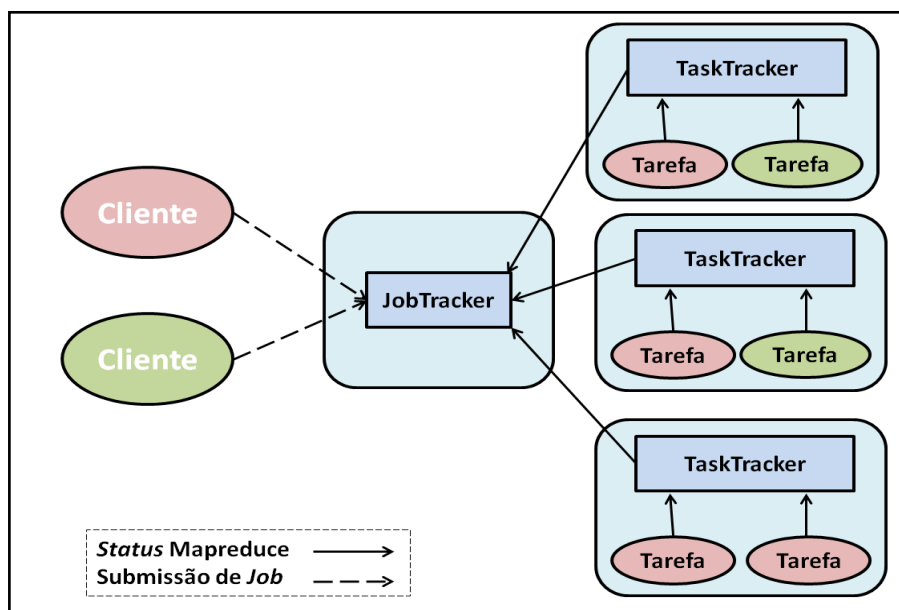 TaskTracker
Tarefa
Tarefa
Cliente
TaskTracker
JobTracker
Cliente
Tarefa
Tarefa
TaskTracker
Status Mapreduce
Submissão de Job
Tarefa
Tarefa